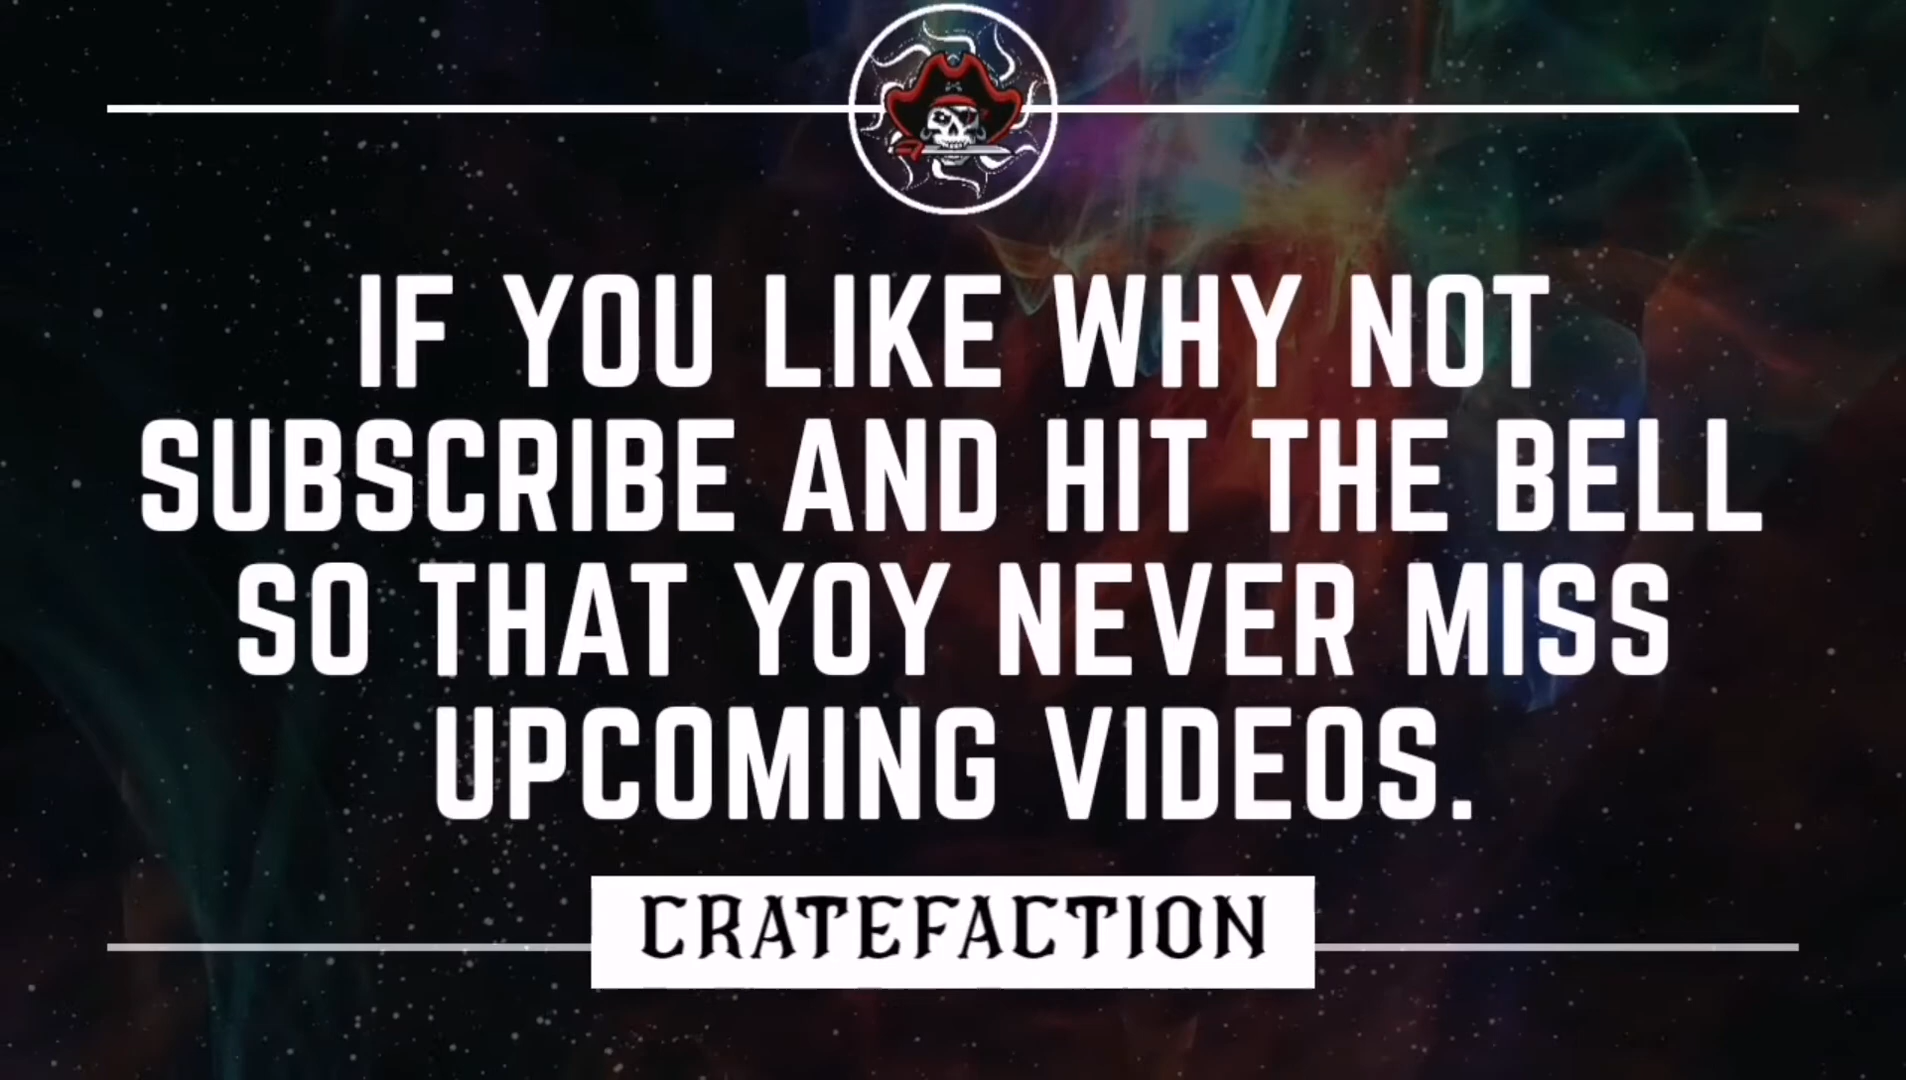 IF YOU LIKE WHY NOT
SUBSCRIBE AND HIT THE BELL
SO THAT YOY NEVER MISS
UPCOMING VIDEOS.
CRATEFACTION